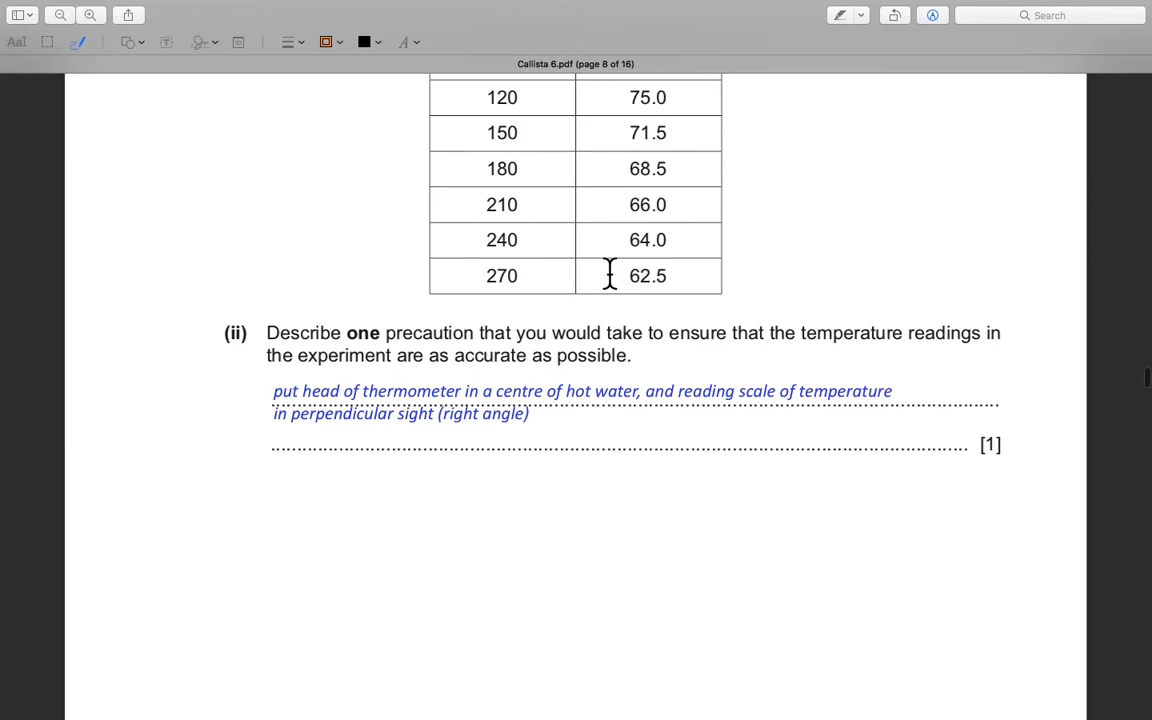 Search
AaI
T
A
Callista 6.pdf (page 8 of 16)
120 75.0
150 71.5
180 68.5
210 66.0
240 64.0
270 62.5
(ii) Describe one precaution that you would take to ensure that the temperature readings in
the experiment are as accurate as possible.
put head of thermometer in a centre of hot water, and reading scale of temperature
in perpendicular sight (right angle)
[1]